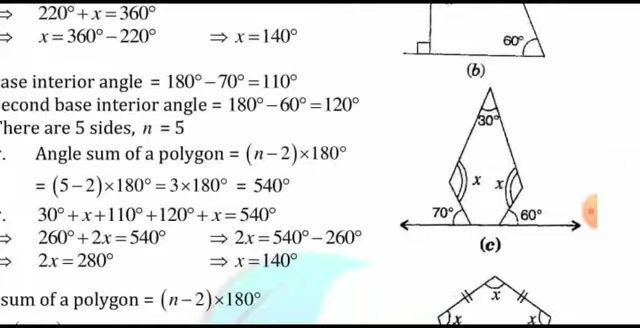 ⇒ 220°+x=360°
⇒ x=360°−220° ⇒ x=140°
ase interior angle = 180°−70°=110°
econd base interior angle = 180°−60°=120°
There are 5 sides, n = 5
∴ Angle sum of a polygon = (n−2)×180°
= (5−2)×180°=3×180° = 540°
∴ 30°+x+110°+120°+x=540°
⇒ 260°+2x=540° ⇒ 2x=540°−260°
⇒ 2x=280° ⇒ x=140°
sum of a polygon = (n−2)×180°
60°
(b)
30°
x x
70° 60°
(c)
x
x x